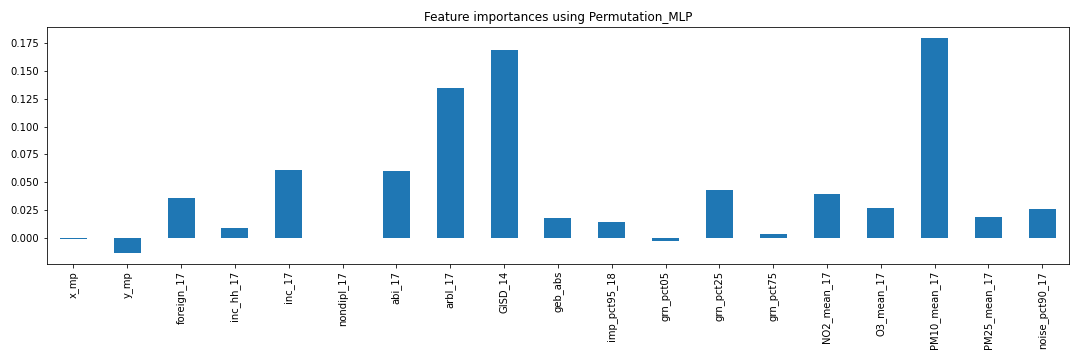 Feature importances using Permutation_MLP
0.175
0.150
0.125
0.100
0.075
0.050
0.025
0.000
x_mp
y_mp
foreign_17
inc_hh_17
inc_17
nondipl_17
abi_17
arbl_17
GISD_14
geb_abs
imp_pct95_18
grn_pct05
grn_pct25
grn_pct75
NO2_mean_17
O3_mean_17
PM10_mean_17
PM25_mean_17
noise_pct90_17